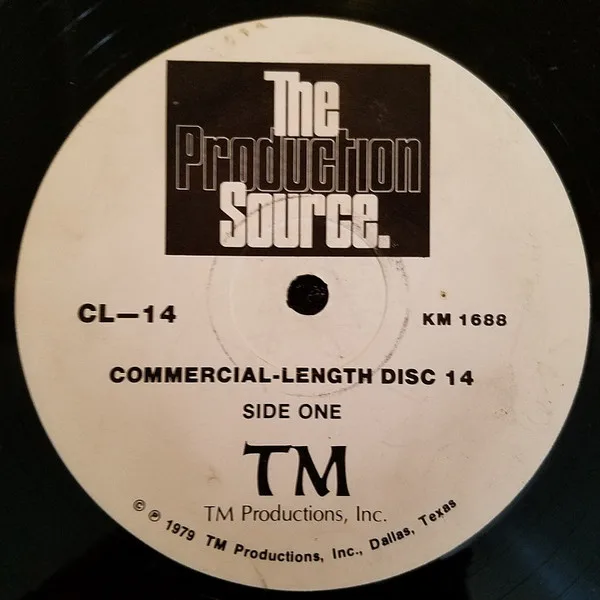 The
Production
Source.
CL—14
KM 1688
COMMERCIAL-LENGTH DISC 14
SIDE ONE
TM
TM Productions, Inc.
© ℗ 1979 TM Productions, Inc., Dallas, Texas